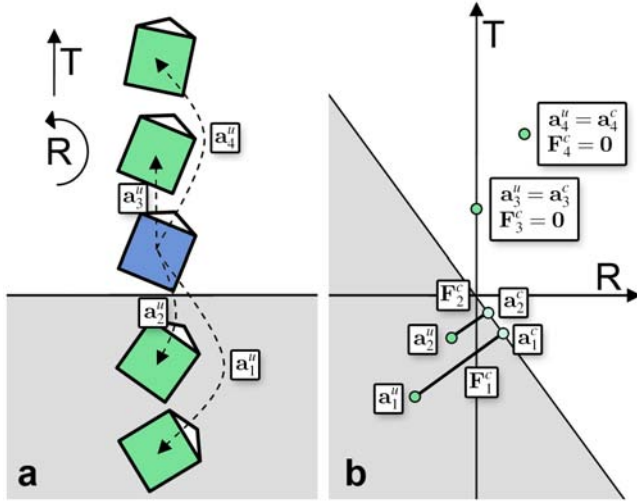 T
R
a₄ᵘ
a₃ᵘ
a₂ᵘ
a₁ᵘ
a
T
a₄ᵘ = a₄ᶜ
F₄ᶜ = 0
a₃ᵘ = a₃ᶜ
F₃ᶜ = 0
R
F₂ᶜ
a₂ᶜ
a₂ᵘ
a₁ᶜ
F₁ᶜ
a₁ᵘ
b